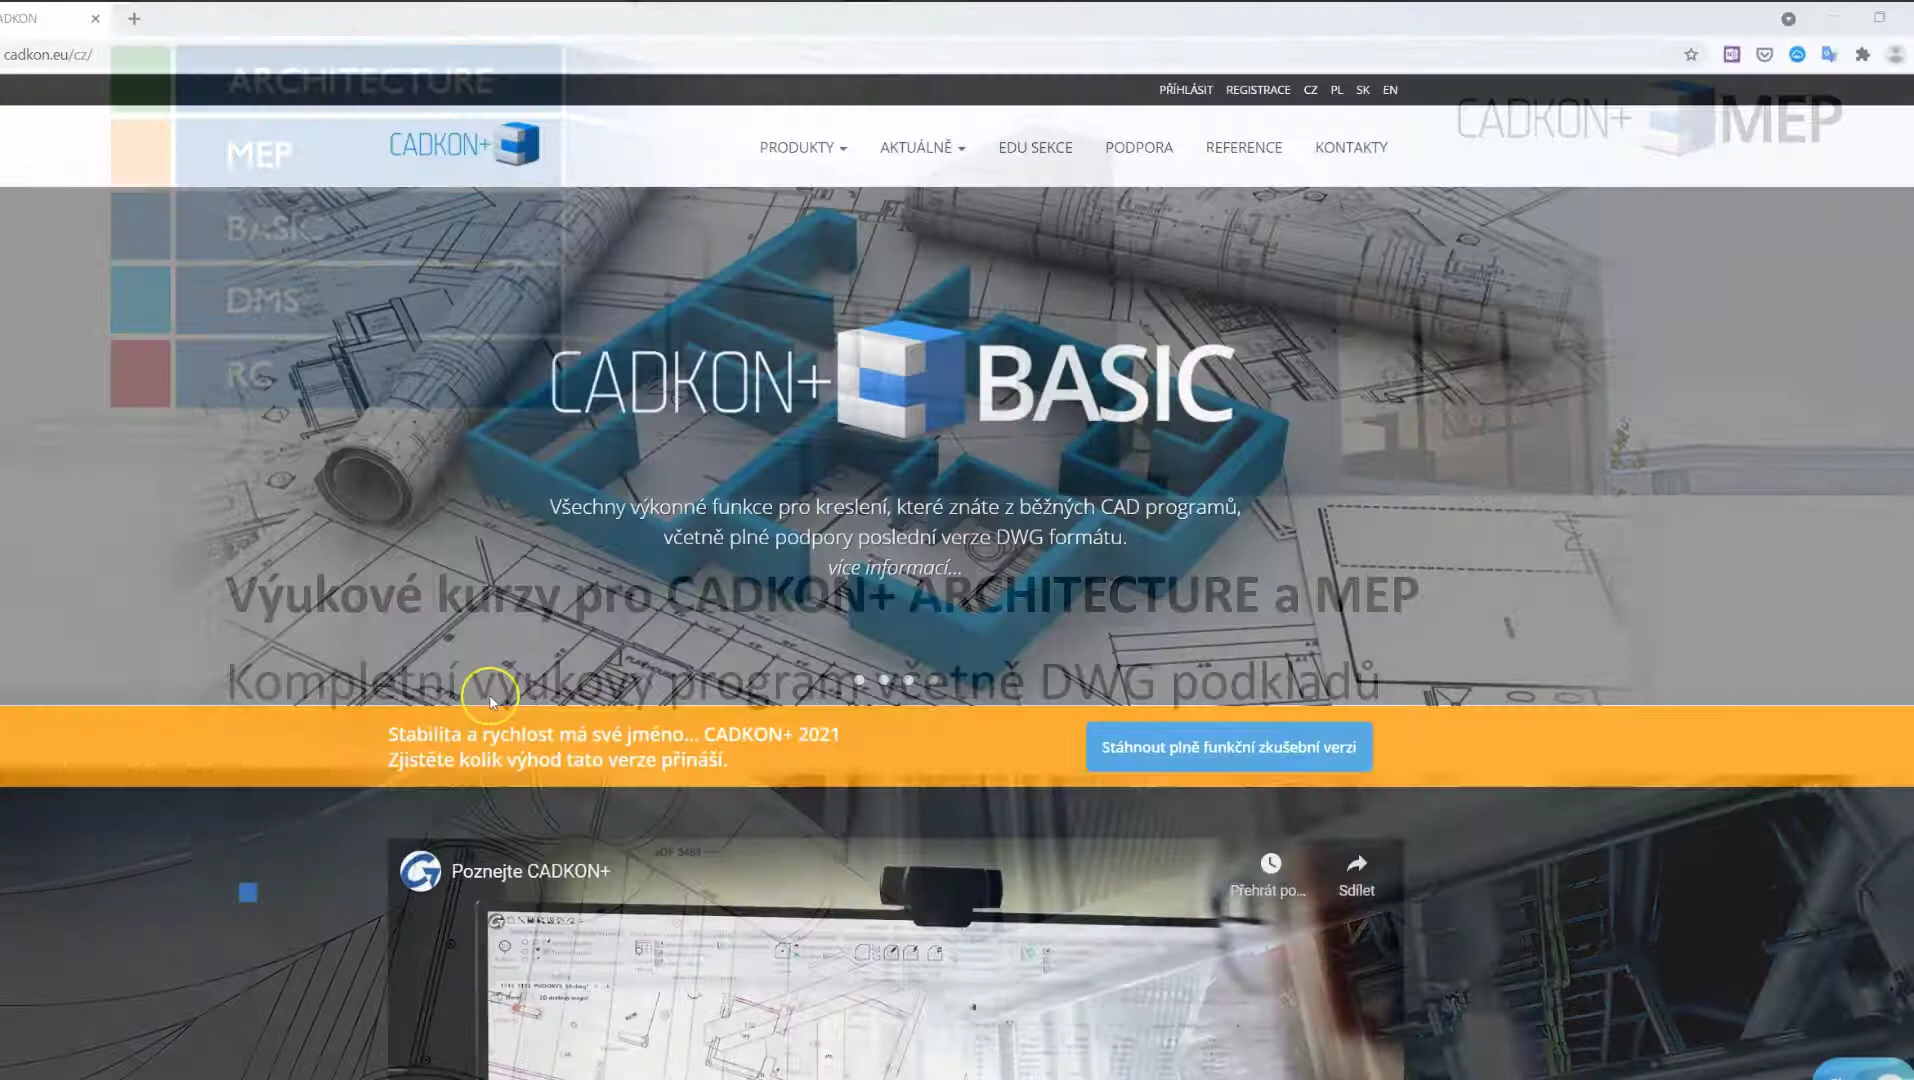 ADKON
cadkon.eu/cz/
ARCHITECTURE
PŘIHLÁSIT REGISTRACE CZ PL SK EN
CADKON+ MEP
MEP
CADKON+
PRODUKTY AKTUÁLNĚ EDU SEKCE PODPORA REFERENCE KONTAKTY
BASIC
DMS
RC
CADKON+ BASIC
Všechny výkonné funkce pro kreslení, které znáte z běžných CAD programů,
včetně plné podpory poslední verze DWG formátu.
více informací...
Výukové kurzy pro CADKON+ ARCHITECTURE a MEP
Kompletní výukový program včetně DWG podkladů
Stabilita a rychlost má své jméno... CADKON+ 2021
Zjistěte kolik výhod tato verze přináší.
Stáhnout plně funkční zkušební verzi
Poznejte CADKON+
Přehrát po...
Sdílet